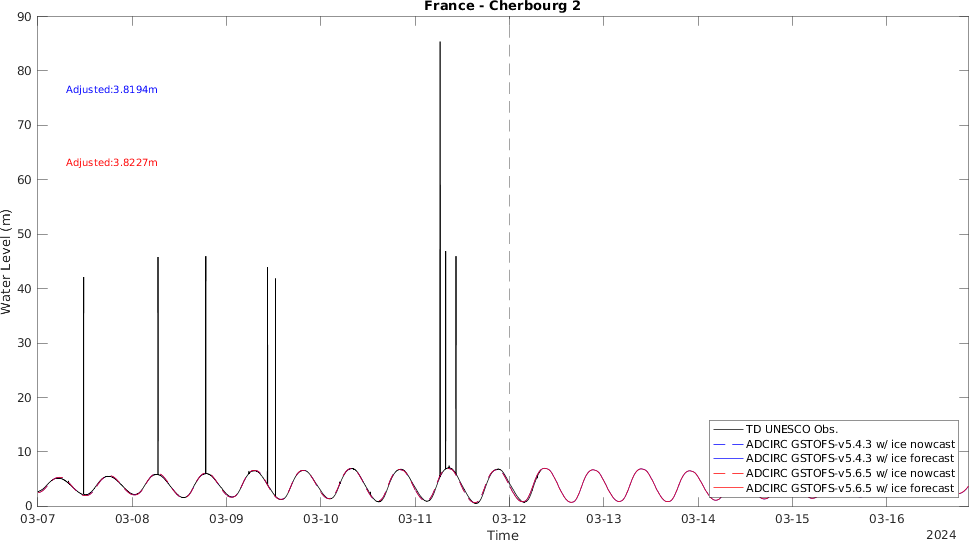 France - Cherbourg 2
90
80
70
60
50
40
30
20
10
0
Water Level (m)
Adjusted:3.8194m
Adjusted:3.8227m
TD UNESCO Obs.
ADCIRC GSTOFS-v5.4.3 w/ ice nowcast
ADCIRC GSTOFS-v5.4.3 w/ ice forecast
ADCIRC GSTOFS-v5.6.5 w/ ice nowcast
ADCIRC GSTOFS-v5.6.5 w/ ice forecast
03-07 03-08 03-09 03-10 03-11 03-12 03-13 03-14 03-15 03-16
Time
2024